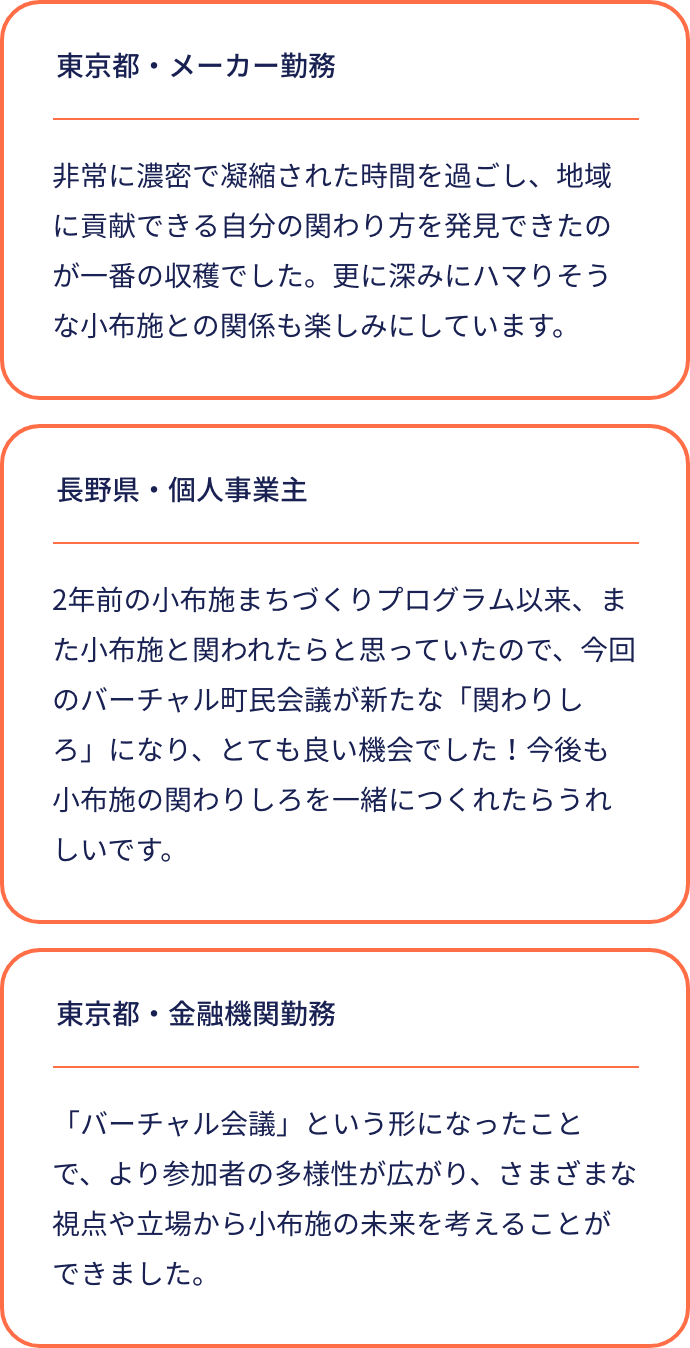 東京都・メーカー勤務
非常に濃密で凝縮された時間を過ごし、地域
に貢献できる自分の関わり方を発見できたの
が一番の収穫でした。更に深みにハマりそう
な小布施との関係も楽しみにしています。
長野県・個人事業主
2年前の小布施まちづくりプログラム以来、ま
た小布施と関われたらと思っていたので、今回
のバーチャル町民会議が新たな「関わりし
ろ」になり、とても良い機会でした！今後も
小布施の関わりしろを一緒につくれたらうれ
しいです。
東京都・金融機関勤務
「バーチャル会議」という形になったこと
で、より参加者の多様性が広がり、さまざまな
視点や立場から小布施の未来を考えることが
できました。